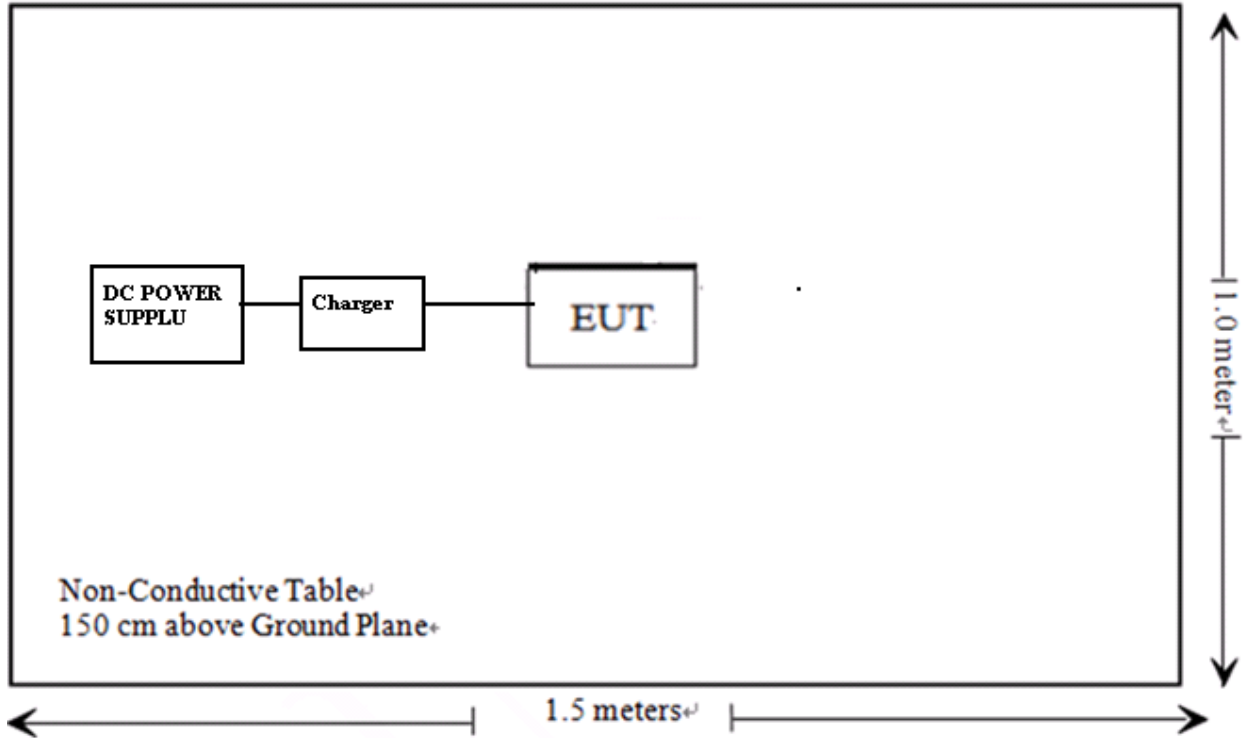 DC POWER
SUPPLU
Charger
EUT
1.0 meter↵
Non-Conductive Table↵
150 cm above Ground Plane↵
1.5 meters↵